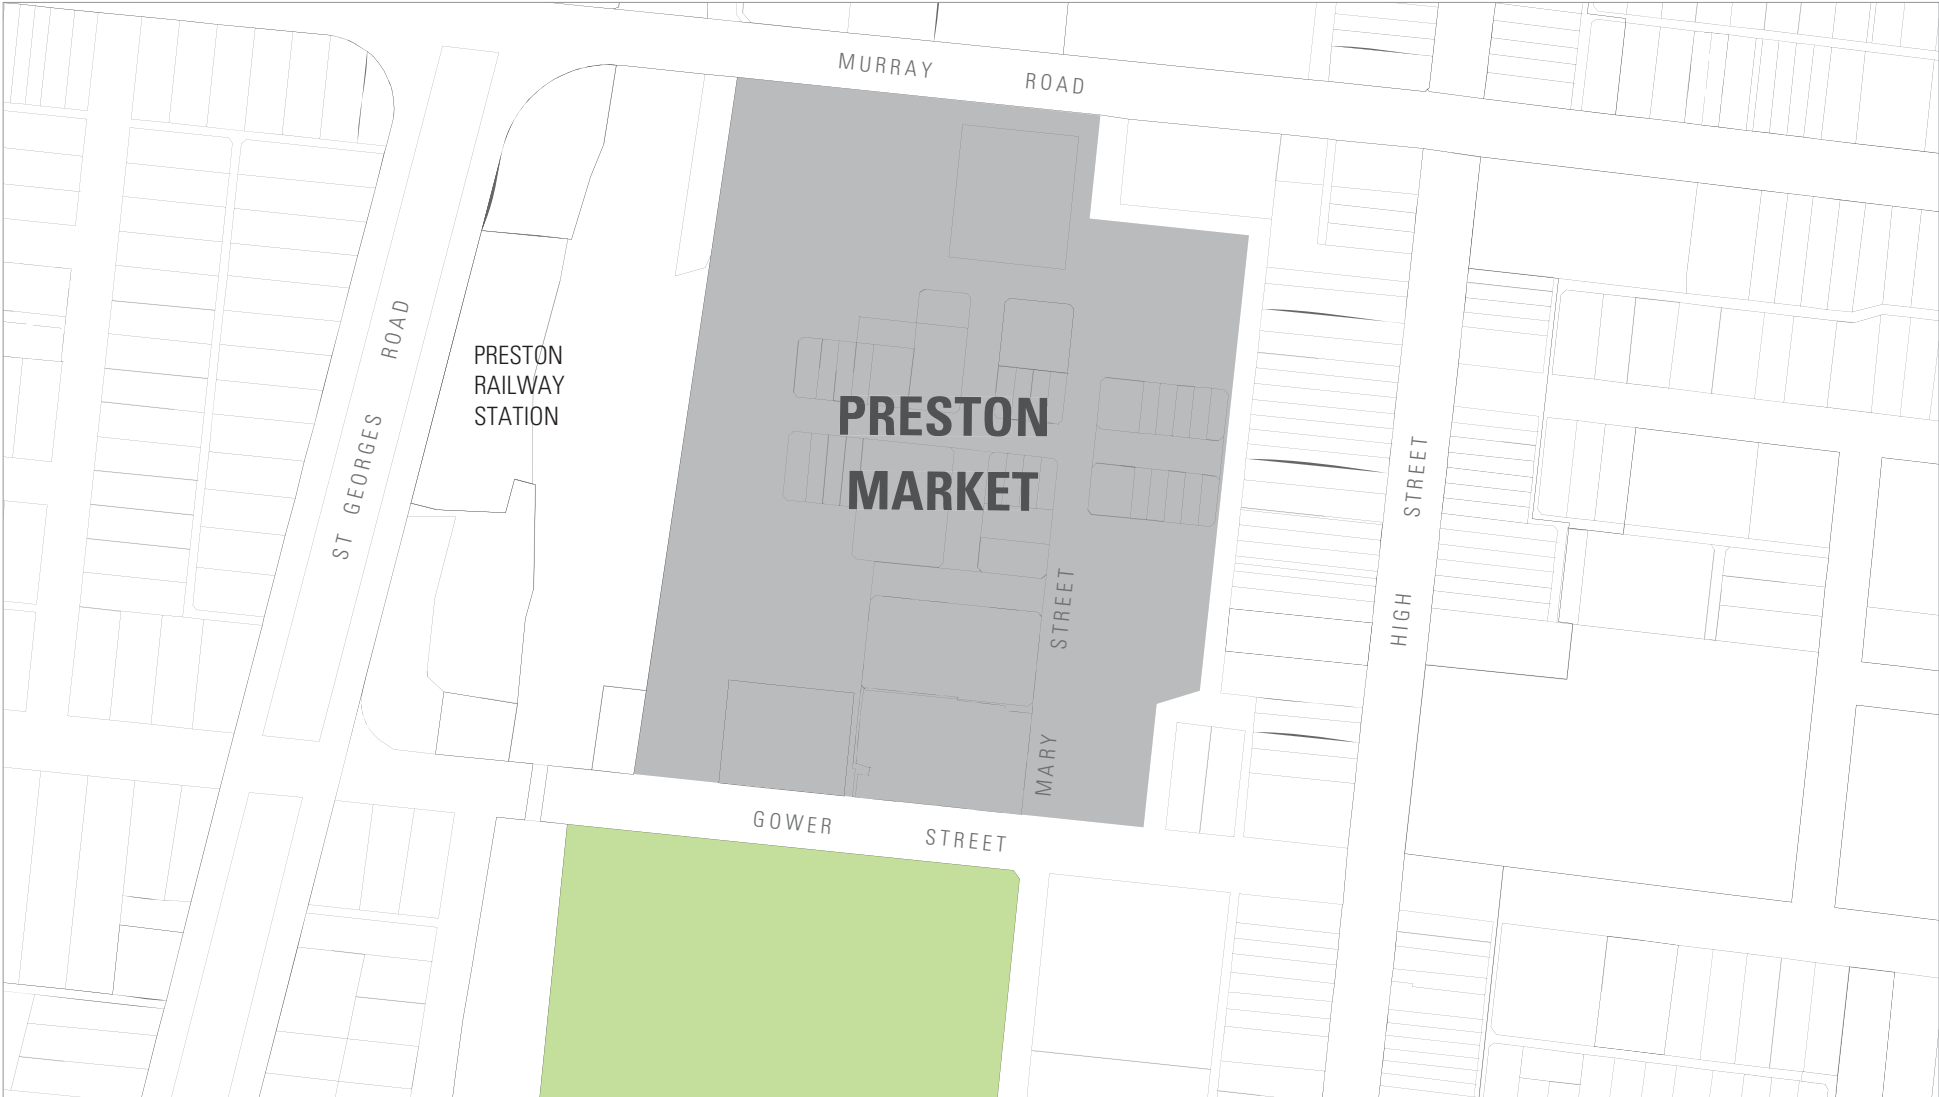 MURRAY ROAD
ST GEORGES ROAD
PRESTON
RAILWAY
STATION
PRESTON
MARKET
HIGH STREET
MARY STREET
GOWER STREET